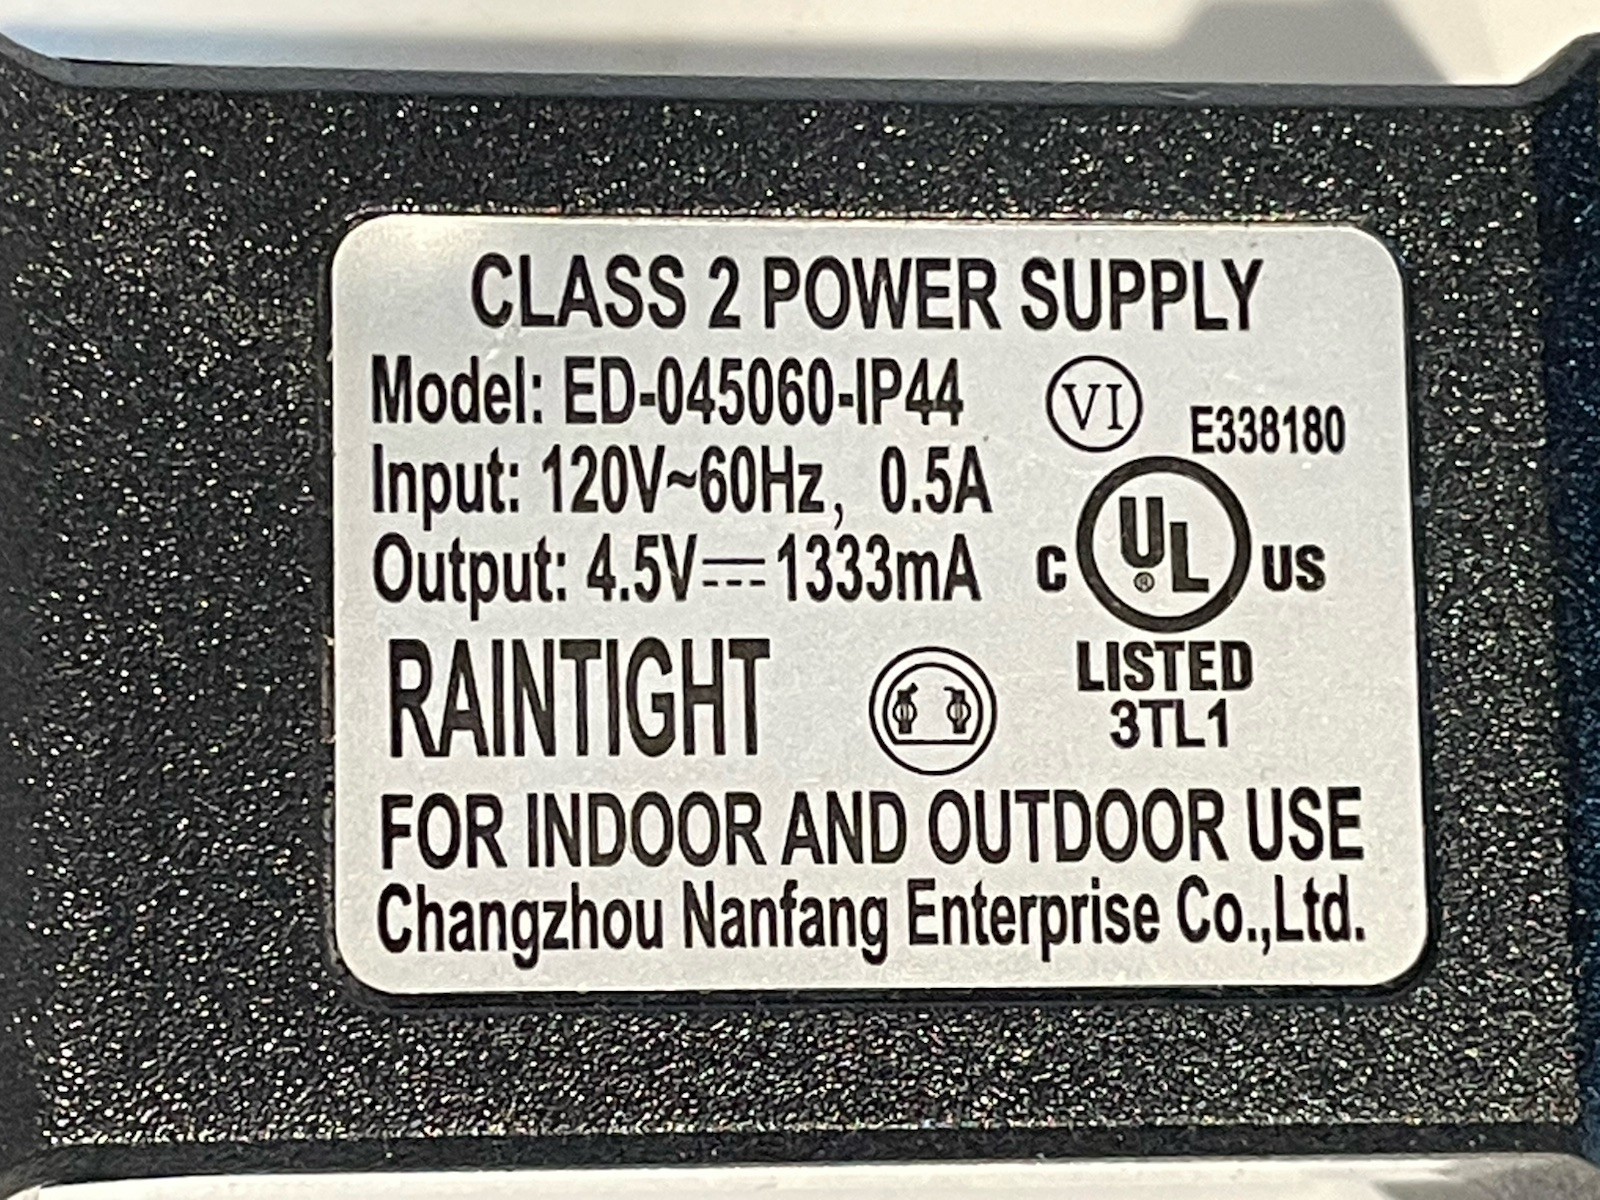 CLASS 2 POWER SUPPLY
Model: ED-045060-IP44
VI
E338180
Input: 120V~60Hz, 0.5A
Output: 4.5V⎓1333mA
C UL® US
LISTED
3TL1
RAINTIGHT
FOR INDOOR AND OUTDOOR USE
Changzhou Nanfang Enterprise Co.,Ltd.